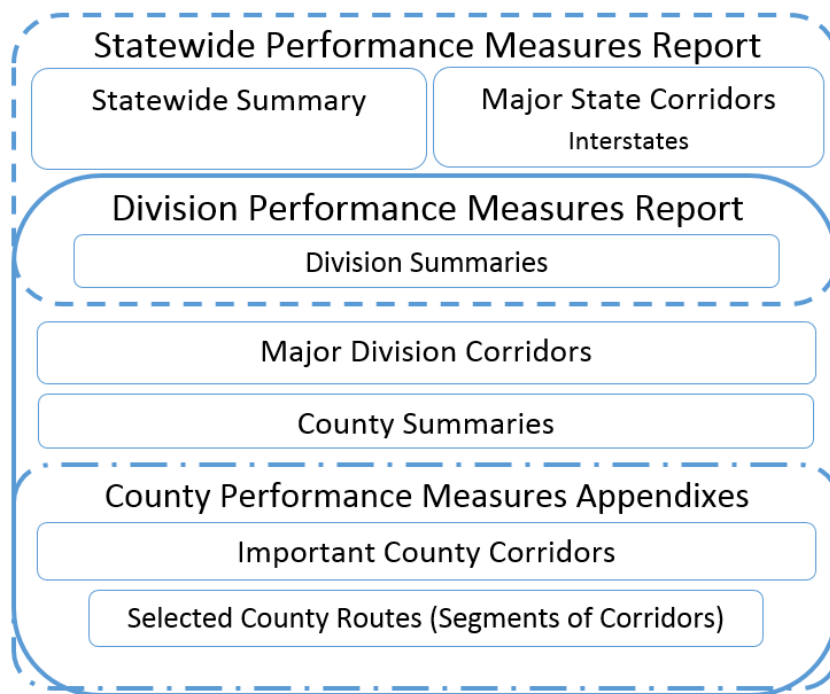 Statewide Performance Measures Report
Statewide Summary
Major State Corridors
Interstates
Division Performance Measures Report
Division Summaries
Major Division Corridors
County Summaries
County Performance Measures Appendixes
Important County Corridors
Selected County Routes (Segments of Corridors)